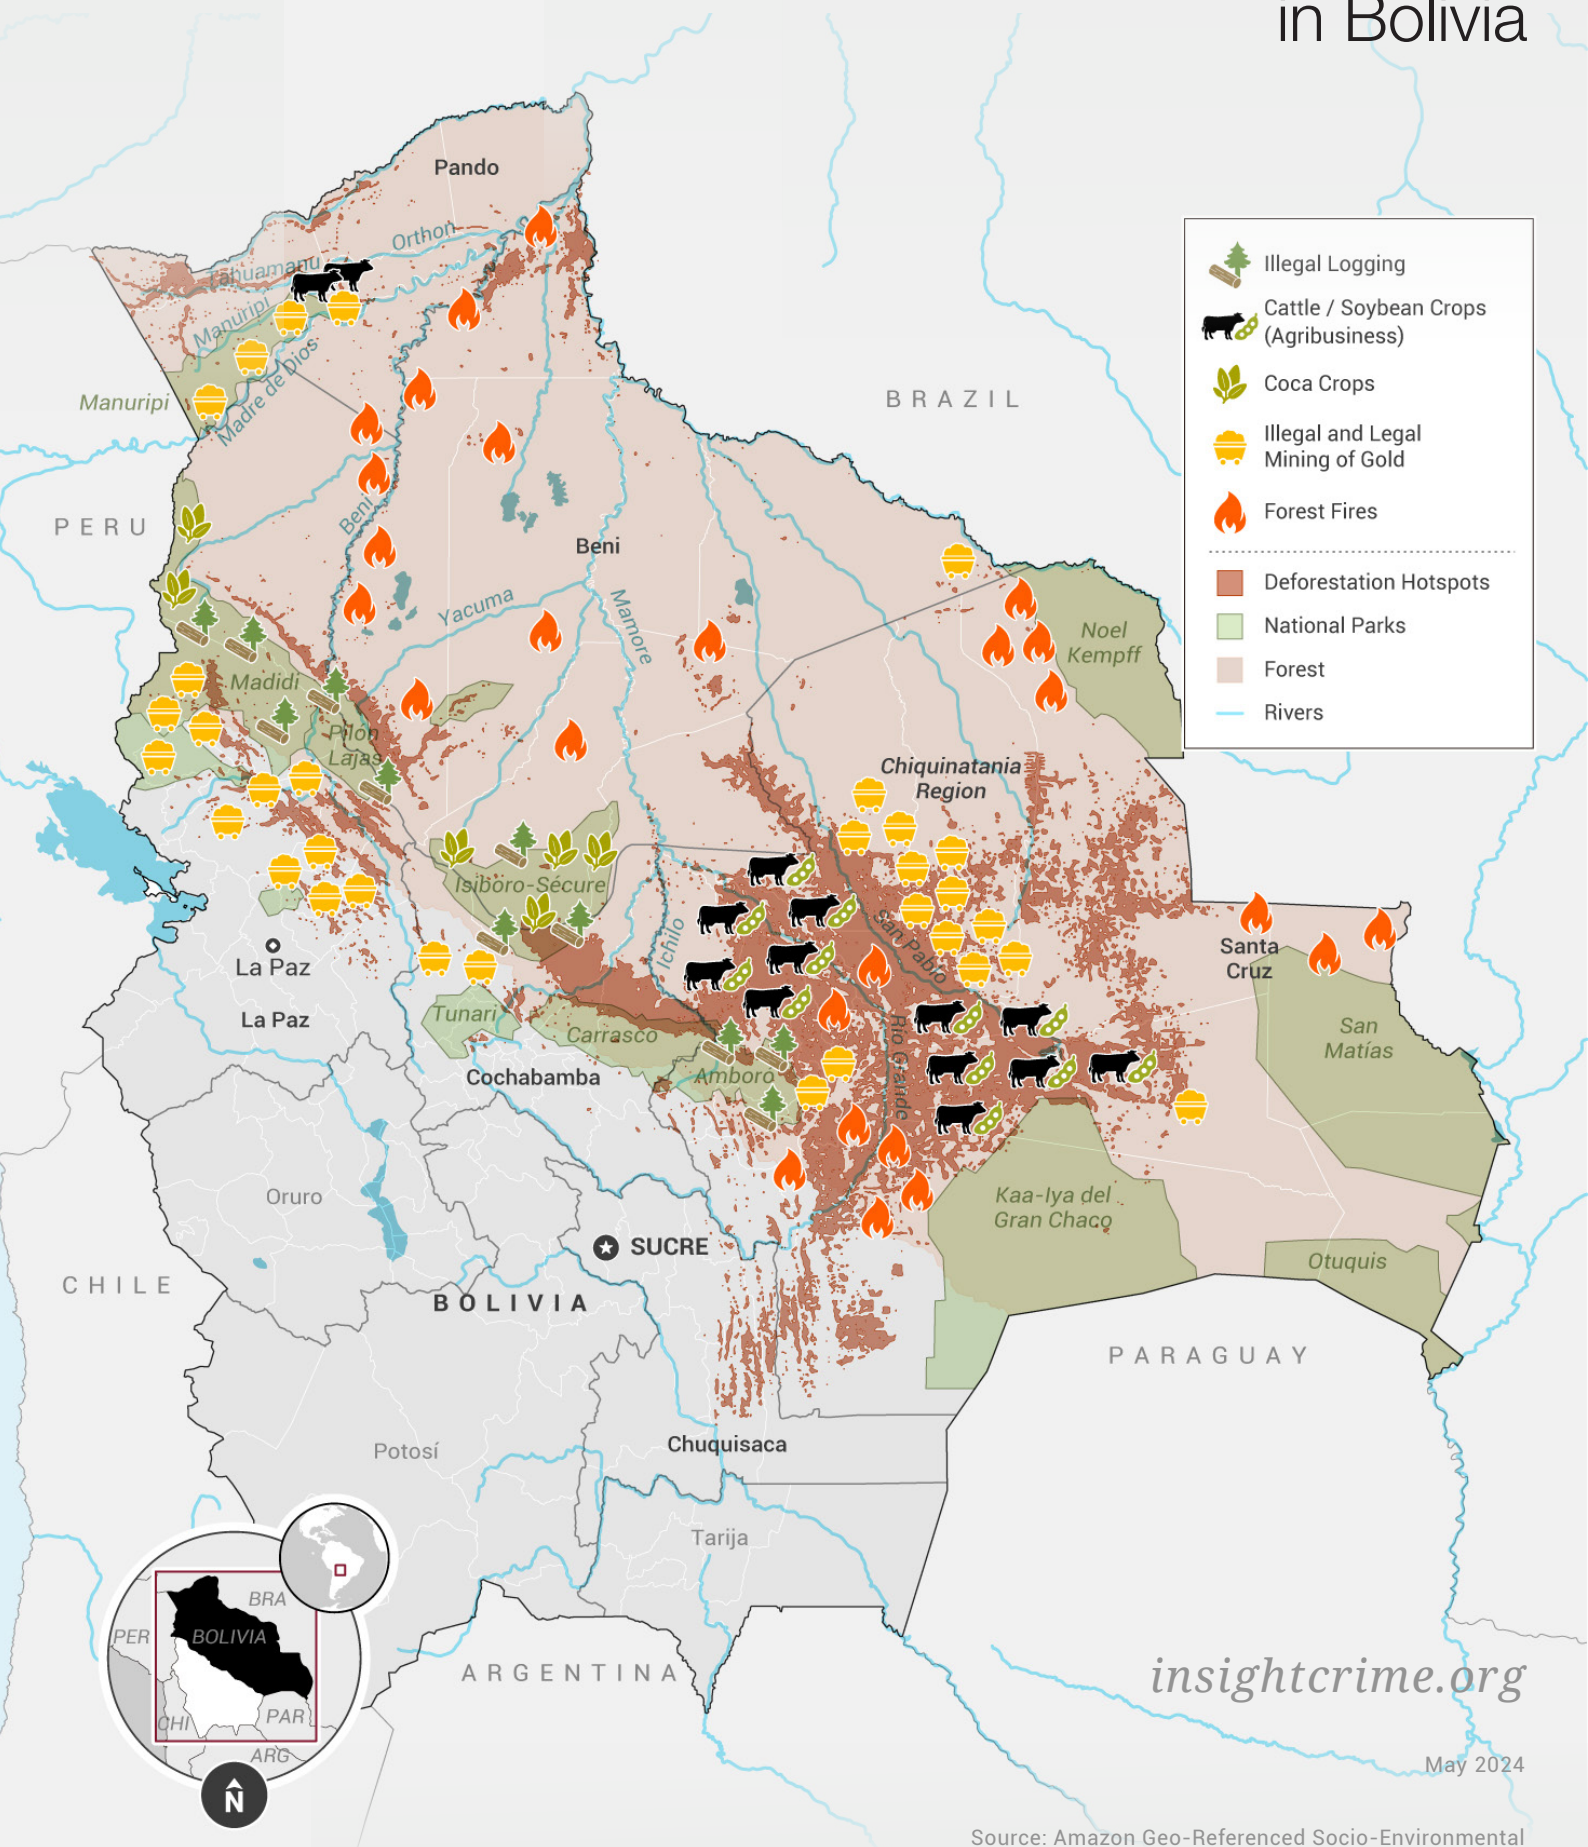 in Bolivia
Pando
Orthon
Tahuamanu
Manuripi
Madre de Dios
Manuripi
BRAZIL
Illegal Logging
Cattle / Soybean Crops
(Agribusiness)
Coca Crops
Illegal and Legal
Mining of Gold
Forest Fires
Deforestation Hotspots
National Parks
Forest
Rivers
PERU
Beni
Beni
Yacuma
Mamore
Noel
Kempff
Madidi
Pilón
Lajas
Chiquinatania
Region
Isiboro-Sécure
Ichilo
San Pablo
Santa
Cruz
La Paz
La Paz
Tunari
Carrasco
Río Grande
San
Matías
Cochabamba
Amboro
Oruro
Kaa-Iya del
Gran Chaco
SUCRE
Otuquis
CHILE
BOLIVIA
PARAGUAY
Chuquisaca
Potosí
Tarija
BRA
PER
BOLIVIA
CHI
PAR
ARG
N
ARGENTINA
insightcrime.org
May 2024
Source: Amazon Geo-Referenced Socio-Environmental